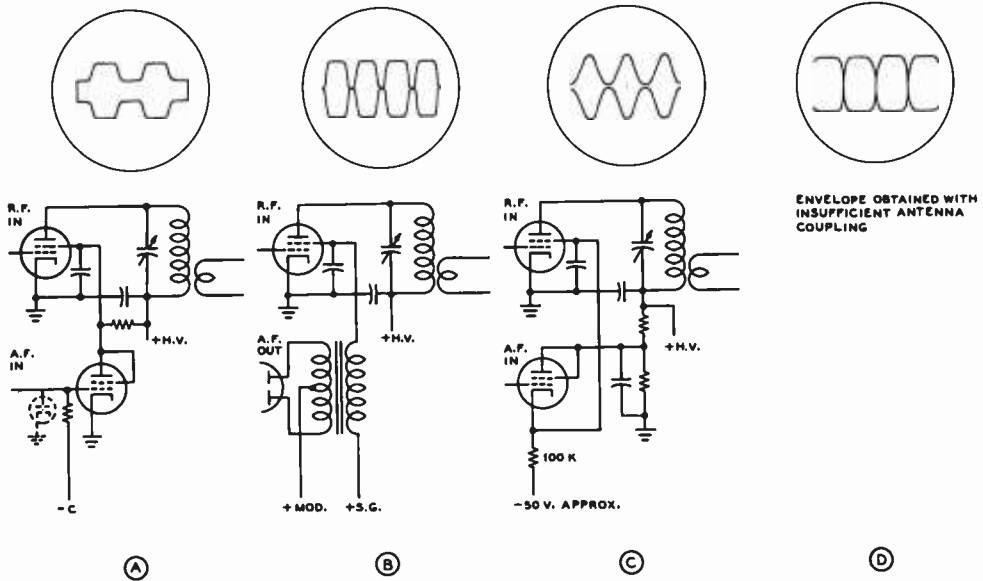 R.F.
IN
+H.V.
A.F.
IN
-C
A
R.F.
IN
+H.V.
A.F.
OUT
+MOD.
+S.G.
B
R.F.
IN
+H.V.
A.F.
IN
100 K
-50 V. APPROX.
C
ENVELOPE OBTAINED WITH
INSUFFICIENT ANTENNA
COUPLING
D